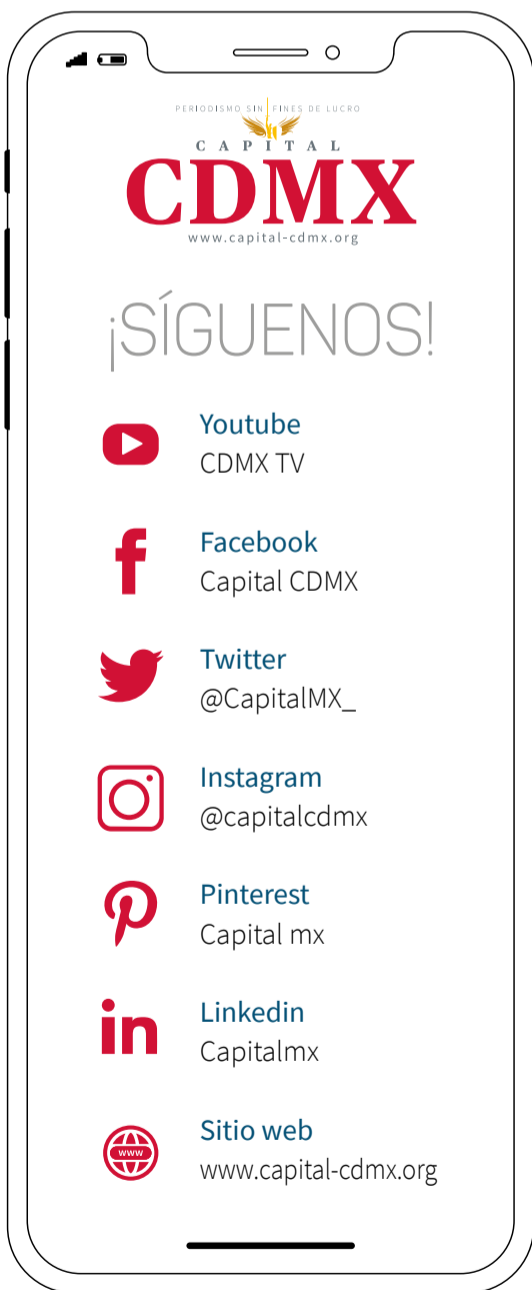 PERIODISMO SIN FINES DE LUCRO
CAPITAL
CDMX
www.capital-cdmx.org
¡SÍGUENOS!
Youtube
CDMX TV
Facebook
Capital CDMX
Twitter
@CapitalMX_
Instagram
@capitalcdmx
Pinterest
Capital mx
Linkedin
Capitalmx
Sitio web
www
www.capital-cdmx.org